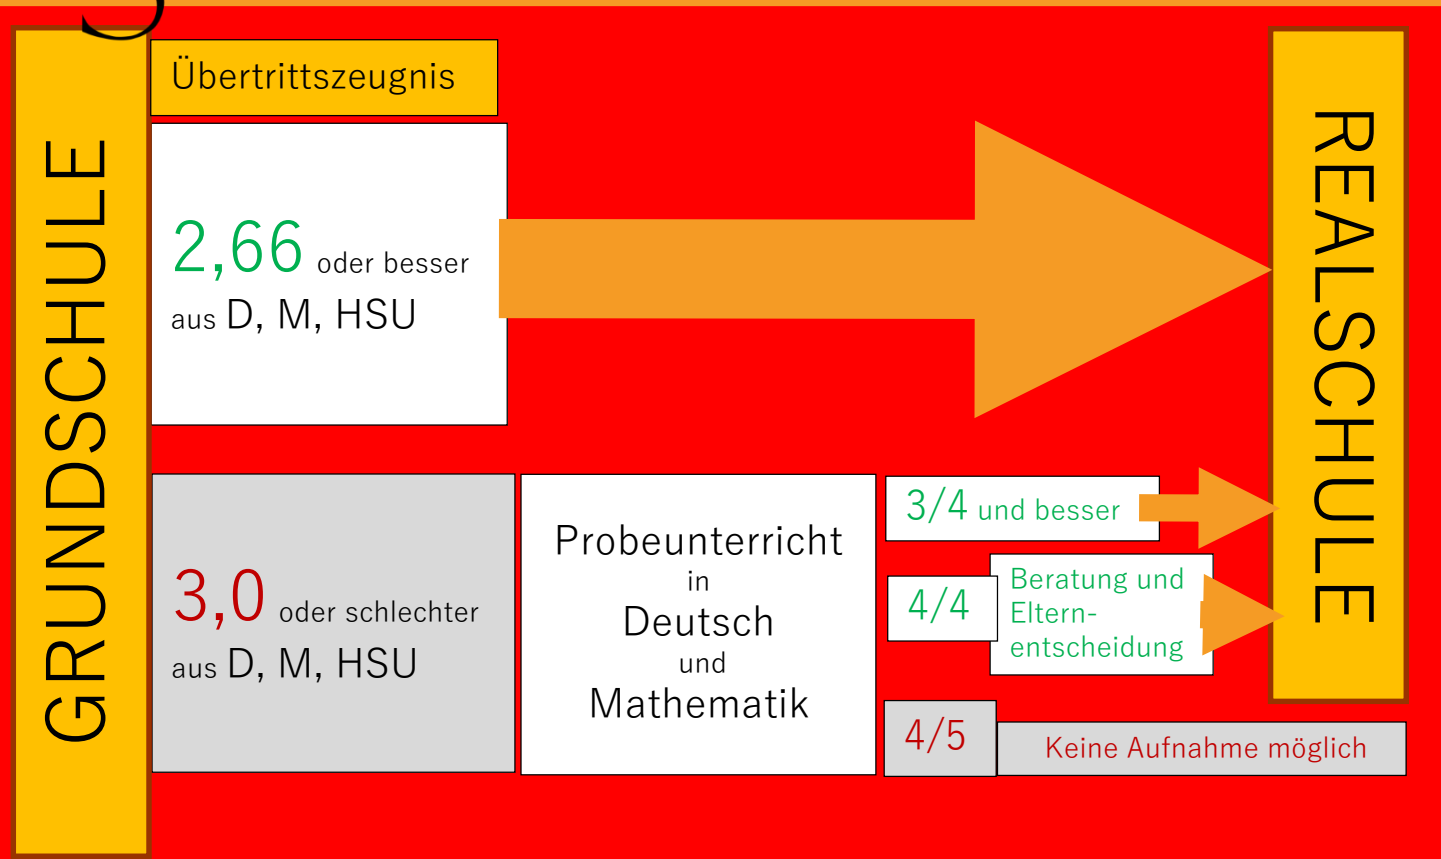 GRUNDSCHULE
Übertrittszeugnis
2,66 oder besser
aus D, M, HSU
3,0 oder schlechter
aus D, M, HSU
Probeunterricht
in
Deutsch
und
Mathematik
3/4 und besser
4/4
Beratung und
Eltern-
entscheidung
4/5
Keine Aufnahme möglich
REALSCHULE